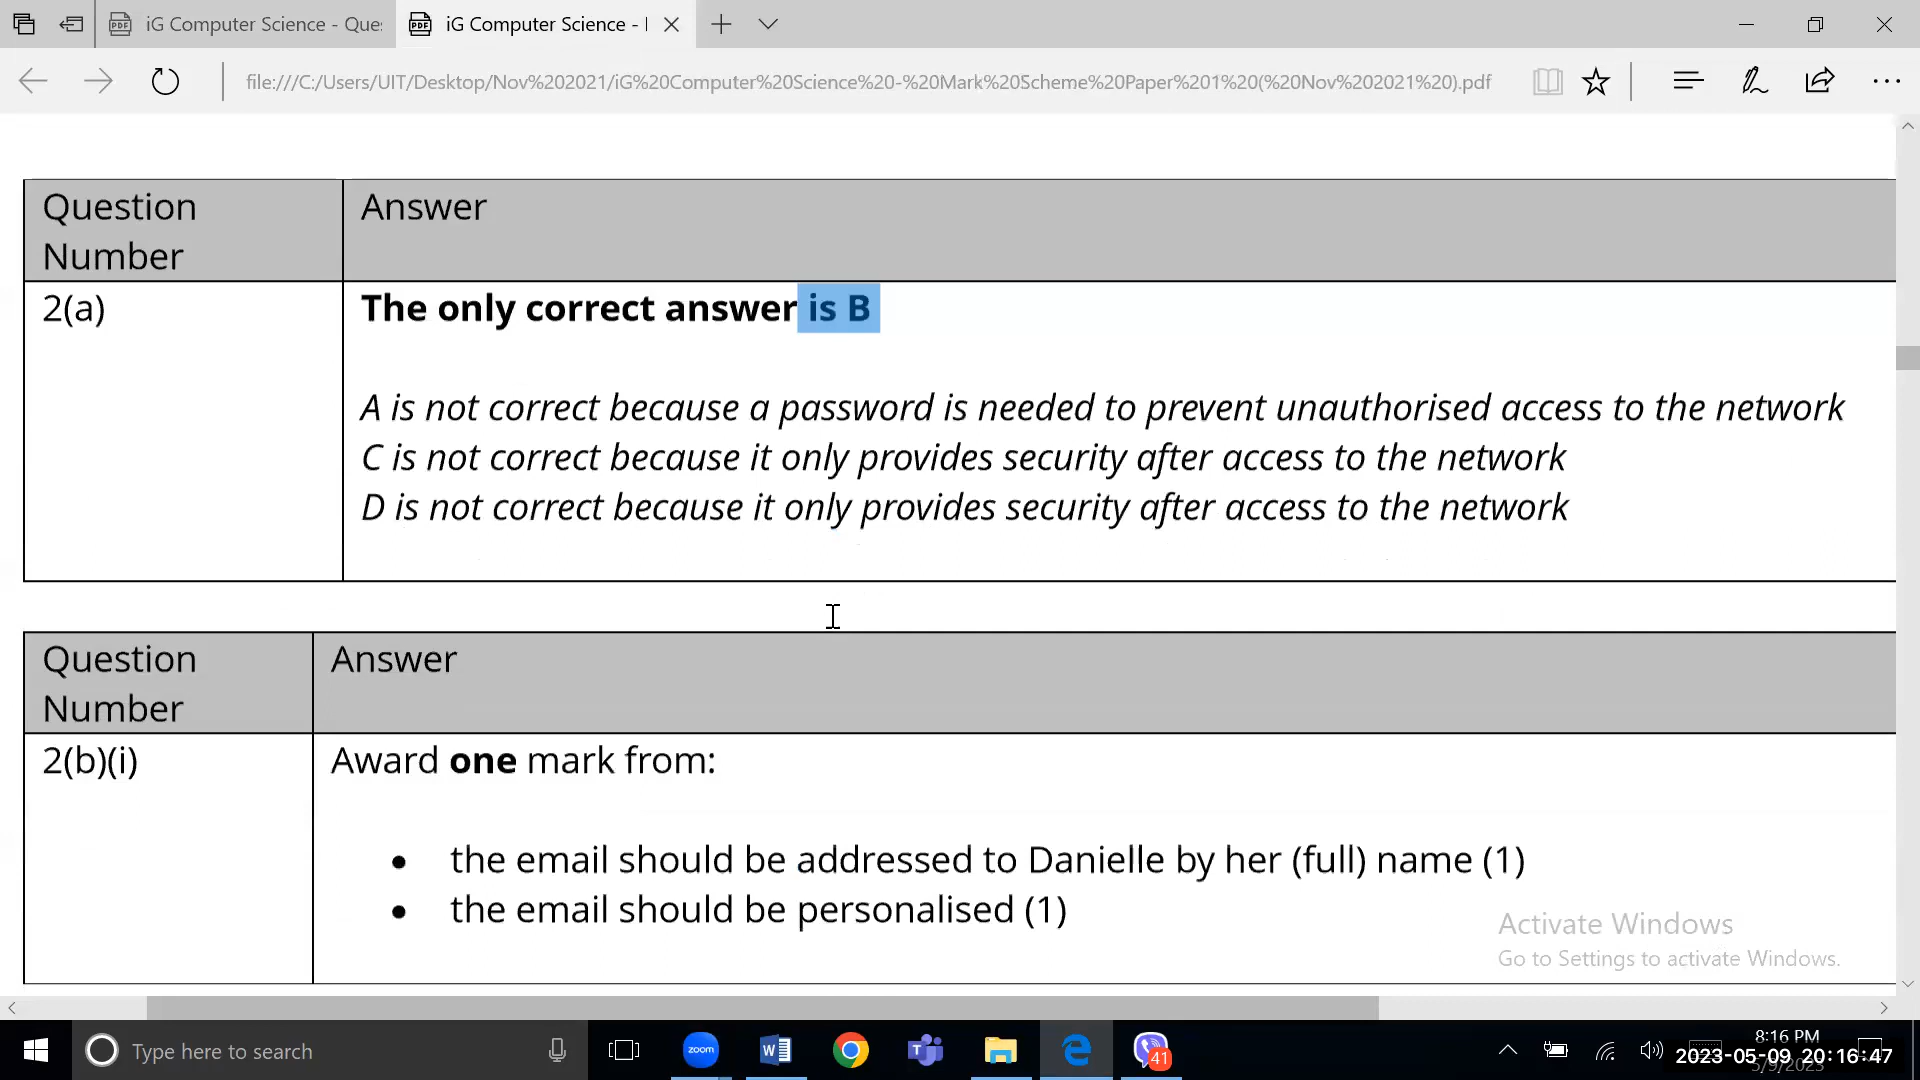 iG Computer Science - Que:
iG Computer Science - I
file:///C:/Users/UIT/Desktop/Nov%202021/iG%20Computer%20Science%20-%20Mark%20Scheme%20Paper%201%20(%20Nov%202021%20).pdf
Question Number
Answer
2(a)
The only correct answer is B
A is not correct because a password is needed to prevent unauthorised access to the network
C is not correct because it only provides security after access to the network
D is not correct because it only provides security after access to the network
Question Number
Answer
2(b)(i)
Award one mark from:
• the email should be addressed to Danielle by her (full) name (1)
• the email should be personalised (1)
Activate Windows
Go to Settings to activate Windows.
Type here to search
zoom
41
8:16 PM
2023-05-09 20:16:47
5/9/2023